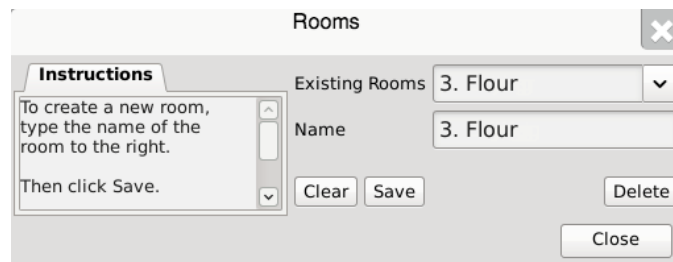 Rooms
Instructions
To create a new room,
type the name of the
room to the right.
Then click Save.
Existing Rooms 3. Flour
Name 3. Flour
Clear Save Delete
Close